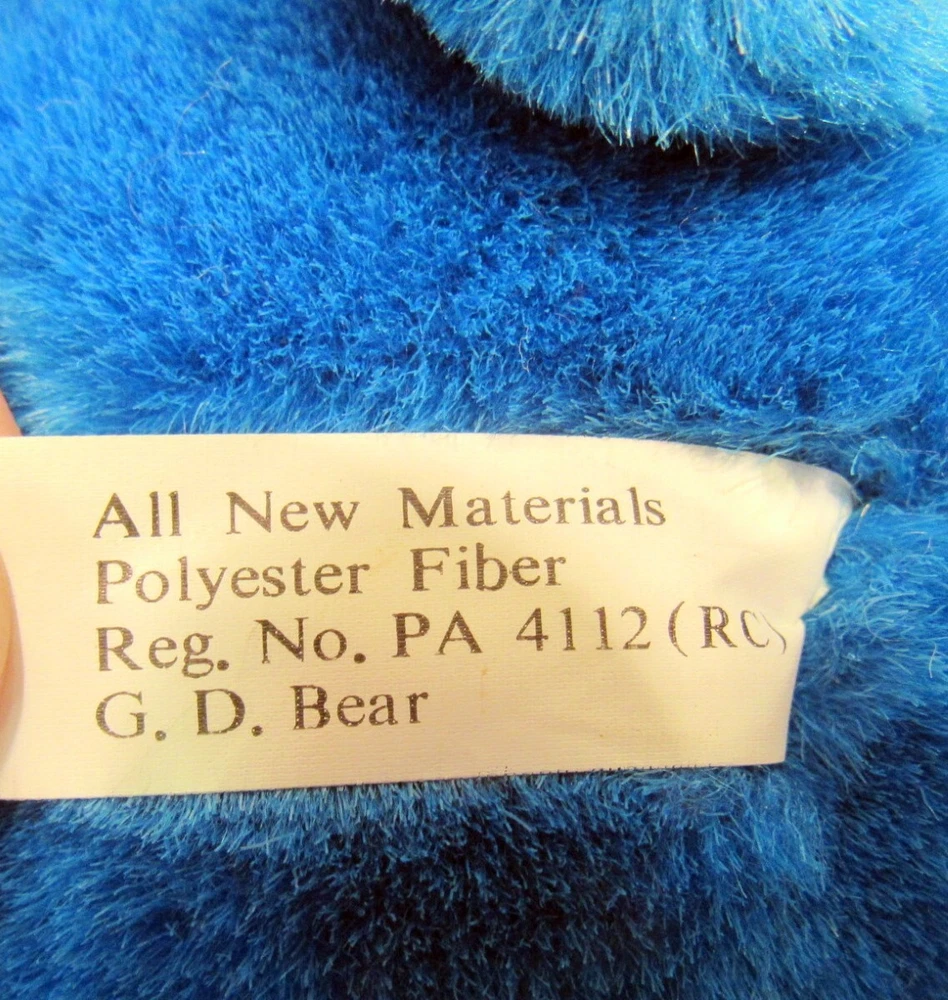 All New Materials
Polyester Fiber
Reg. No. PA 4112 (RC)
G. D. Bear